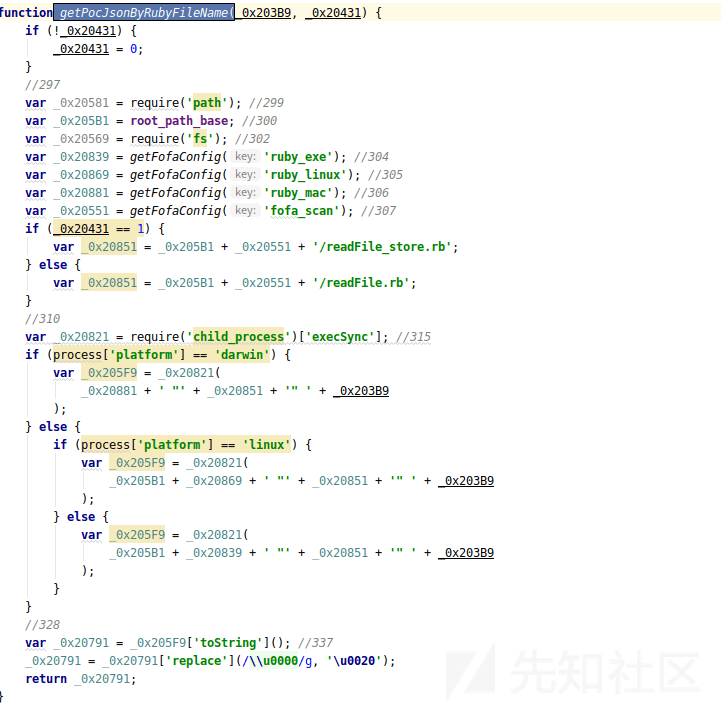 function getPocJsonByRubyFileName(_0x203B9, _0x20431) {
if (!_0x20431) {
_0x20431 = 0;
}
//297
var _0x20581 = require('path'); //299
var _0x205B1 = root_path_base; //300
var _0x20569 = require('fs'); //302
var _0x20839 = getFofaConfig( key: 'ruby_exe'); //304
var _0x20869 = getFofaConfig( key: 'ruby_linux'); //305
var _0x20881 = getFofaConfig( key: 'ruby_mac'); //306
var _0x20551 = getFofaConfig( key: 'fofa_scan'); //307
if (_0x20431 == 1) {
var _0x20851 = _0x205B1 + _0x20551 + '/readFile_store.rb';
} else {
var _0x20851 = _0x205B1 + _0x20551 + '/readFile.rb';
}
//310
var _0x20821 = require('child_process')['execSync']; //315
if (process['platform'] == 'darwin') {
var _0x205F9 = _0x20821(
_0x20881 + ' "' + _0x20851 + '" ' + _0x203B9
);
} else {
if (process['platform'] == 'linux') {
var _0x205F9 = _0x20821(
_0x205B1 + _0x20869 + ' "' + _0x20851 + '" ' + _0x203B9
);
} else {
var _0x205F9 = _0x20821(
_0x205B1 + _0x20839 + ' "' + _0x20851 + '" ' + _0x203B9
);
}
}
//328
var _0x20791 = _0x205F9['toString'](); //337
_0x20791 = _0x20791['replace'](/\\u0000/g, '\u0020');
return _0x20791;
}
先知社区